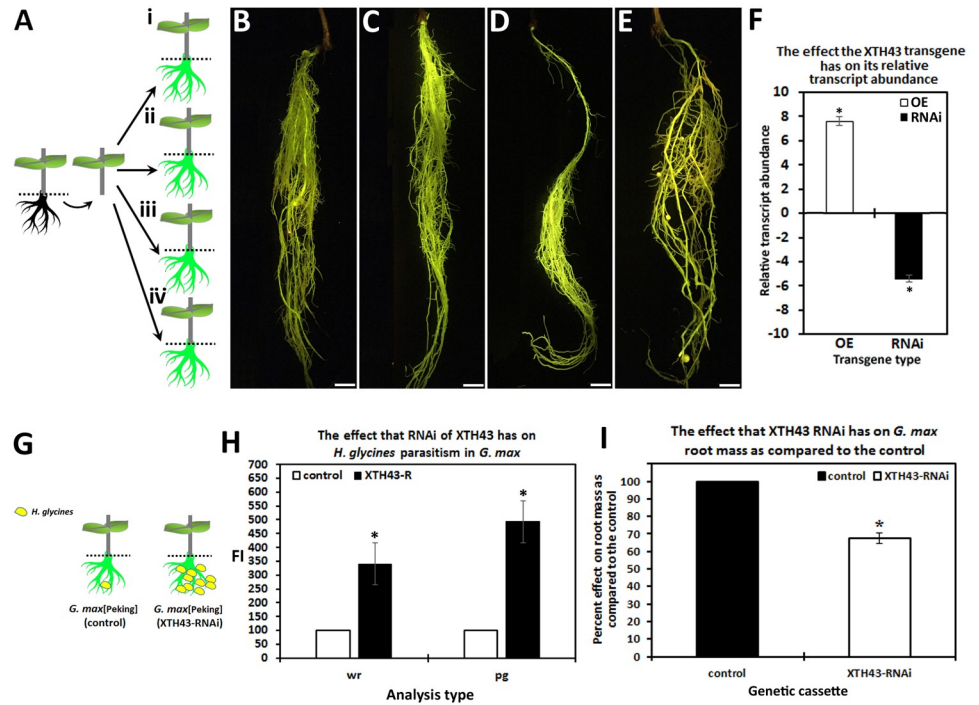 A
i
ii
iii
iv
B
C
D
E
F
The effect the XTH43 transgene
has on its relative
transcript abundance
OE
RNAi
Relative transcript abundance
10
8
6
4
2
0
-2
-4
-6
-8
-10
*
*
OE
RNAi
Transgene type
G
H. glycines
G. max[Peking]
(control)
G. max[Peking]
(XTH43-RNAi)
H
The effect that RNAi of XTH43 has on
H. glycines parasitism in G. max
control
XTH43-R
FI
700
650
600
550
500
450
400
350
300
250
200
150
100
50
0
*
*
wr
pg
Analysis type
I
The effect that XTH43 RNAi has on G. max
root mass as compared to the control
control
XTH43-RNAi
Percent effect on root mass as
compared to the control
100
90
80
70
60
50
40
30
20
10
0
*
control
XTH43-RNAi
Genetic cassette